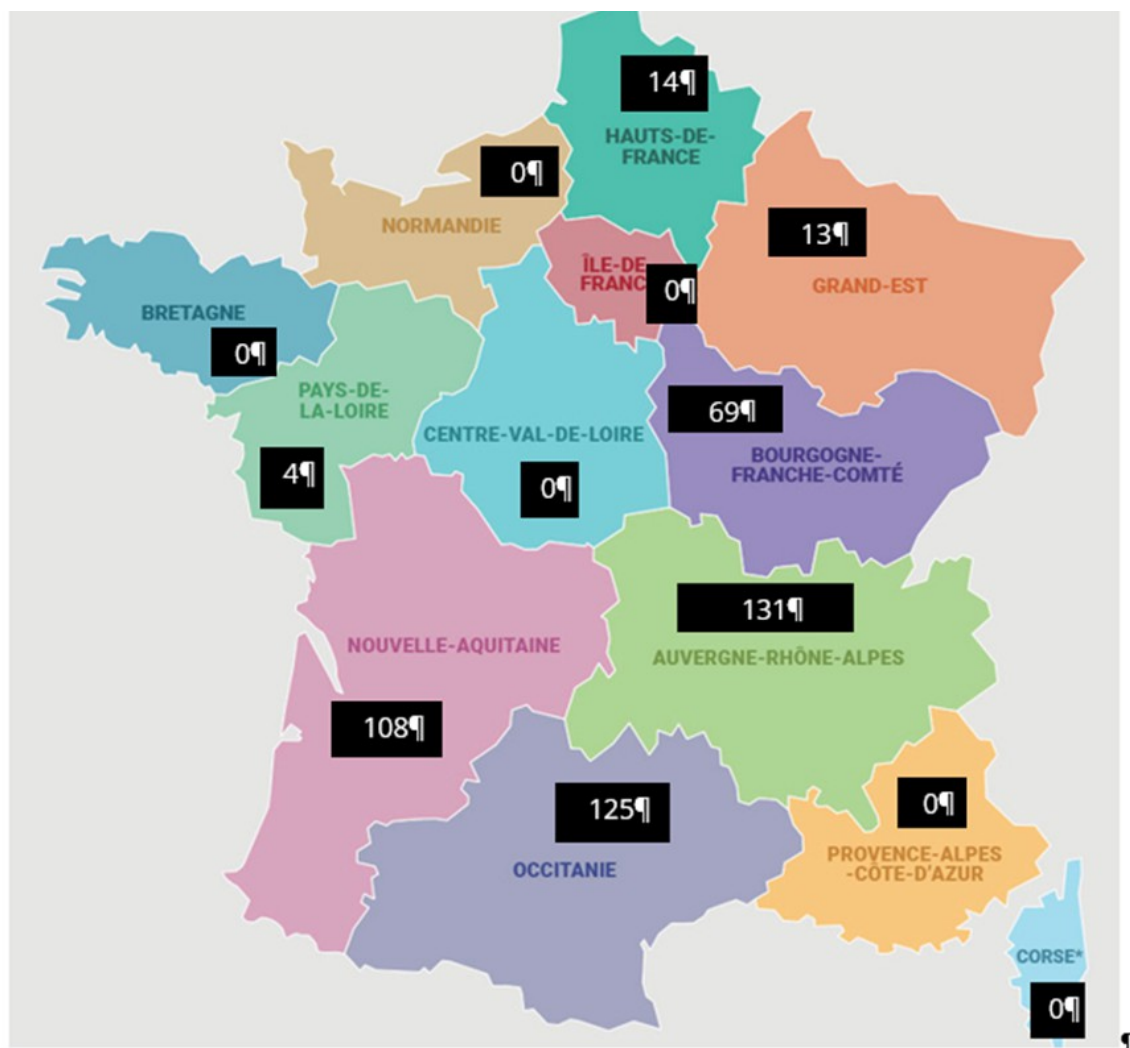 14¶
HAUTS-DE-
FRANCE
0¶
NORMANDIE
13¶
GRAND-EST
ÎLE-DE
FRANC
0¶
BRETAGNE
0¶
PAYS-DE-
LA-LOIRE
4¶
CENTRE-VAL-DE-LOIRE
0¶
69¶
BOURGOGNE-
FRANCHE-COMTÉ
131¶
AUVERGNE-RHÔNE-ALPES
NOUVELLE-AQUITAINE
108¶
125¶
OCCITANIE
0¶
PROVENCE-ALPES
-CÔTE-D'AZUR
CORSE*
0¶
¶